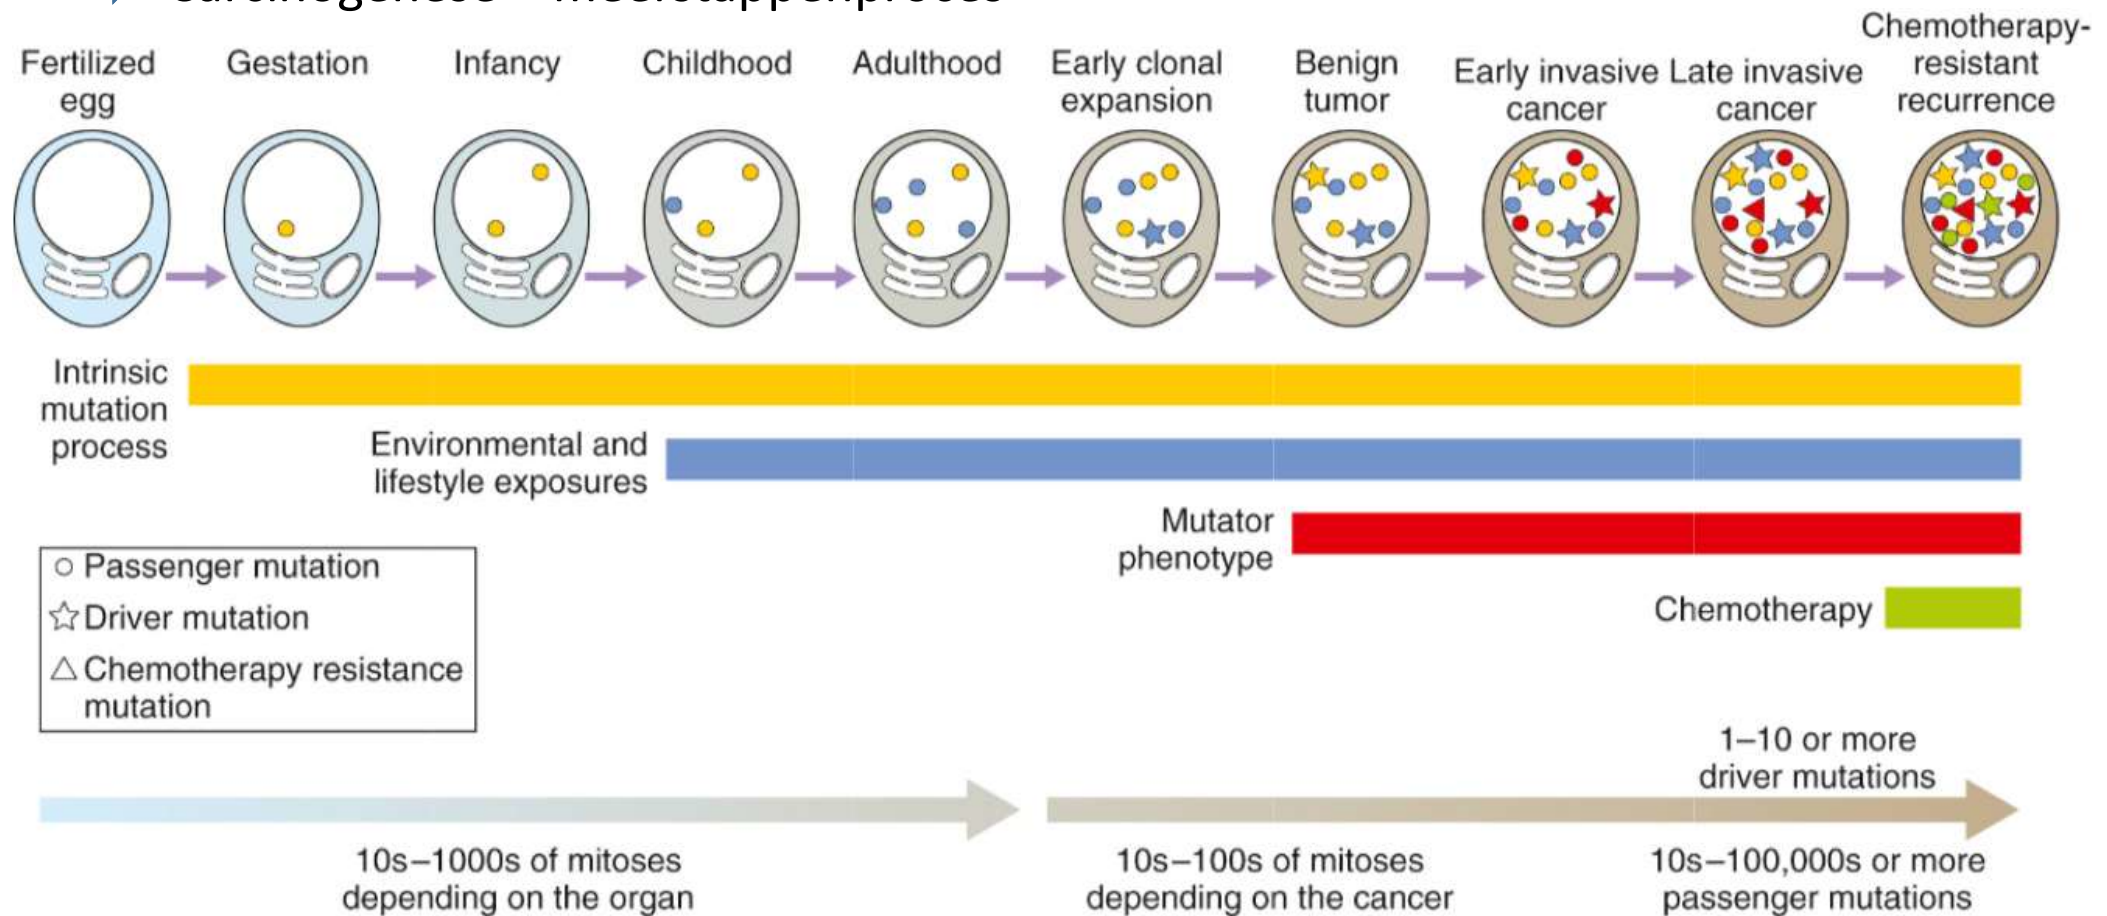 Carcinogenese = meerstappenproces
Fertilized
egg
Gestation
Infancy
Childhood
Adulthood
Early clonal
expansion
Benign
tumor
Early invasive
cancer
Late invasive
cancer
Chemotherapy-
resistant
recurrence
Intrinsic
mutation
process
Environmental and
lifestyle exposures
Mutator
phenotype
Chemotherapy
Passenger mutation
Driver mutation
Chemotherapy resistance
mutation
1–10 or more
driver mutations
10s–1000s of mitoses
depending on the organ
10s–100s of mitoses
depending on the cancer
10s–100,000s or more
passenger mutations